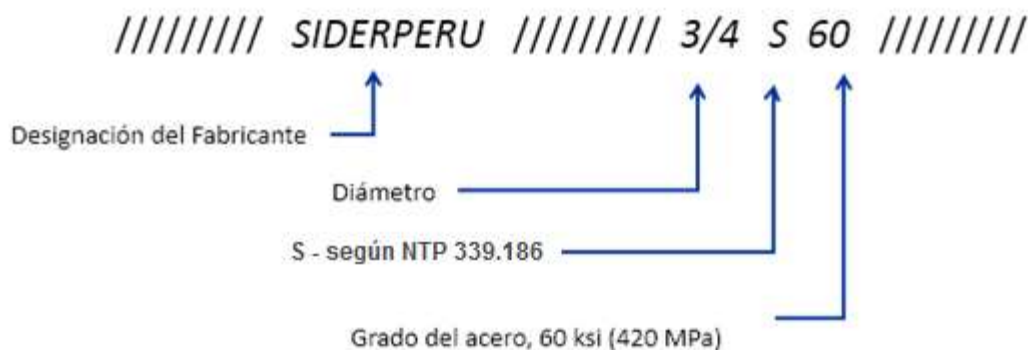 ///////// SIDERPERU ///////// 3/4 S 60 /////////
Designación del Fabricante
Diámetro
S - según NTP 339.186
Grado del acero, 60 ksi (420 MPa)